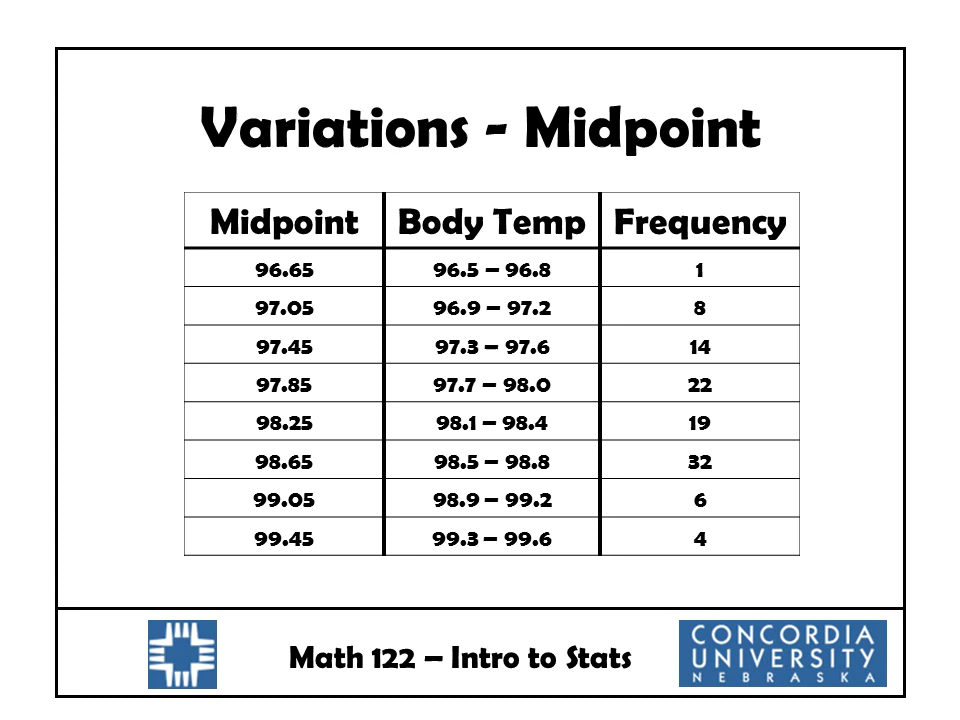 Variations - Midpoint
Midpoint Body Temp Frequency
96.65 96.5 – 96.8 1
97.05 96.9 – 97.2 8
97.45 97.3 – 97.6 14
97.85 97.7 – 98.0 22
98.25 98.1 – 98.4 19
98.65 98.5 – 98.8 32
99.05 98.9 – 99.2 6
99.45 99.3 – 99.6 4
Math 122 – Intro to Stats
CONCORDIA
UNIVERSITY
NEBRASKA